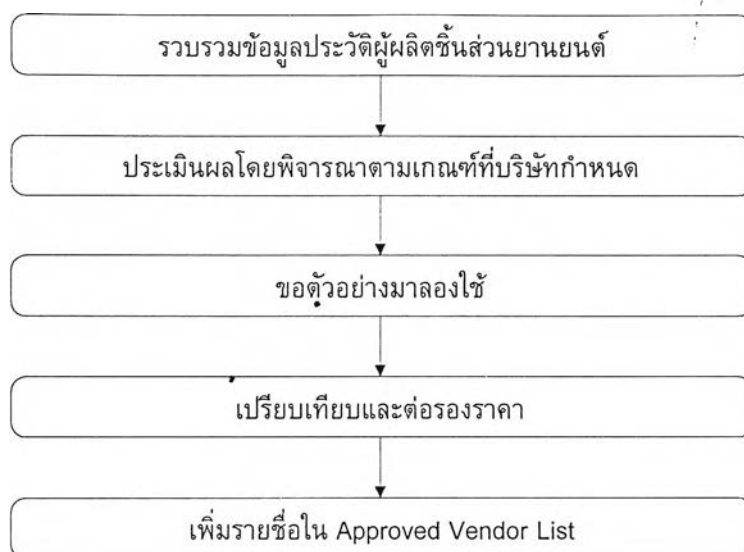 รวบรวมข้อมูลประวัติผู้ผลิตชิ้นส่วนยานยนต์
ประเมินผลโดยพิจารณาตามเกณฑ์ที่บริษัทกำหนด
ขอตัวอย่างมาลองใช้
เปรียบเทียบและต่อรองราคา
เพิ่มรายชื่อใน Approved Vendor List